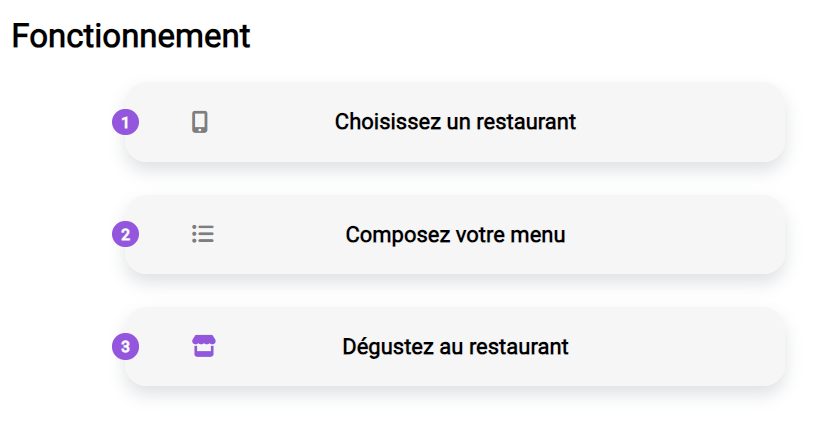 Fonctionnement
1 Choisissez un restaurant
2 Composez votre menu
3 Dégustez au restaurant